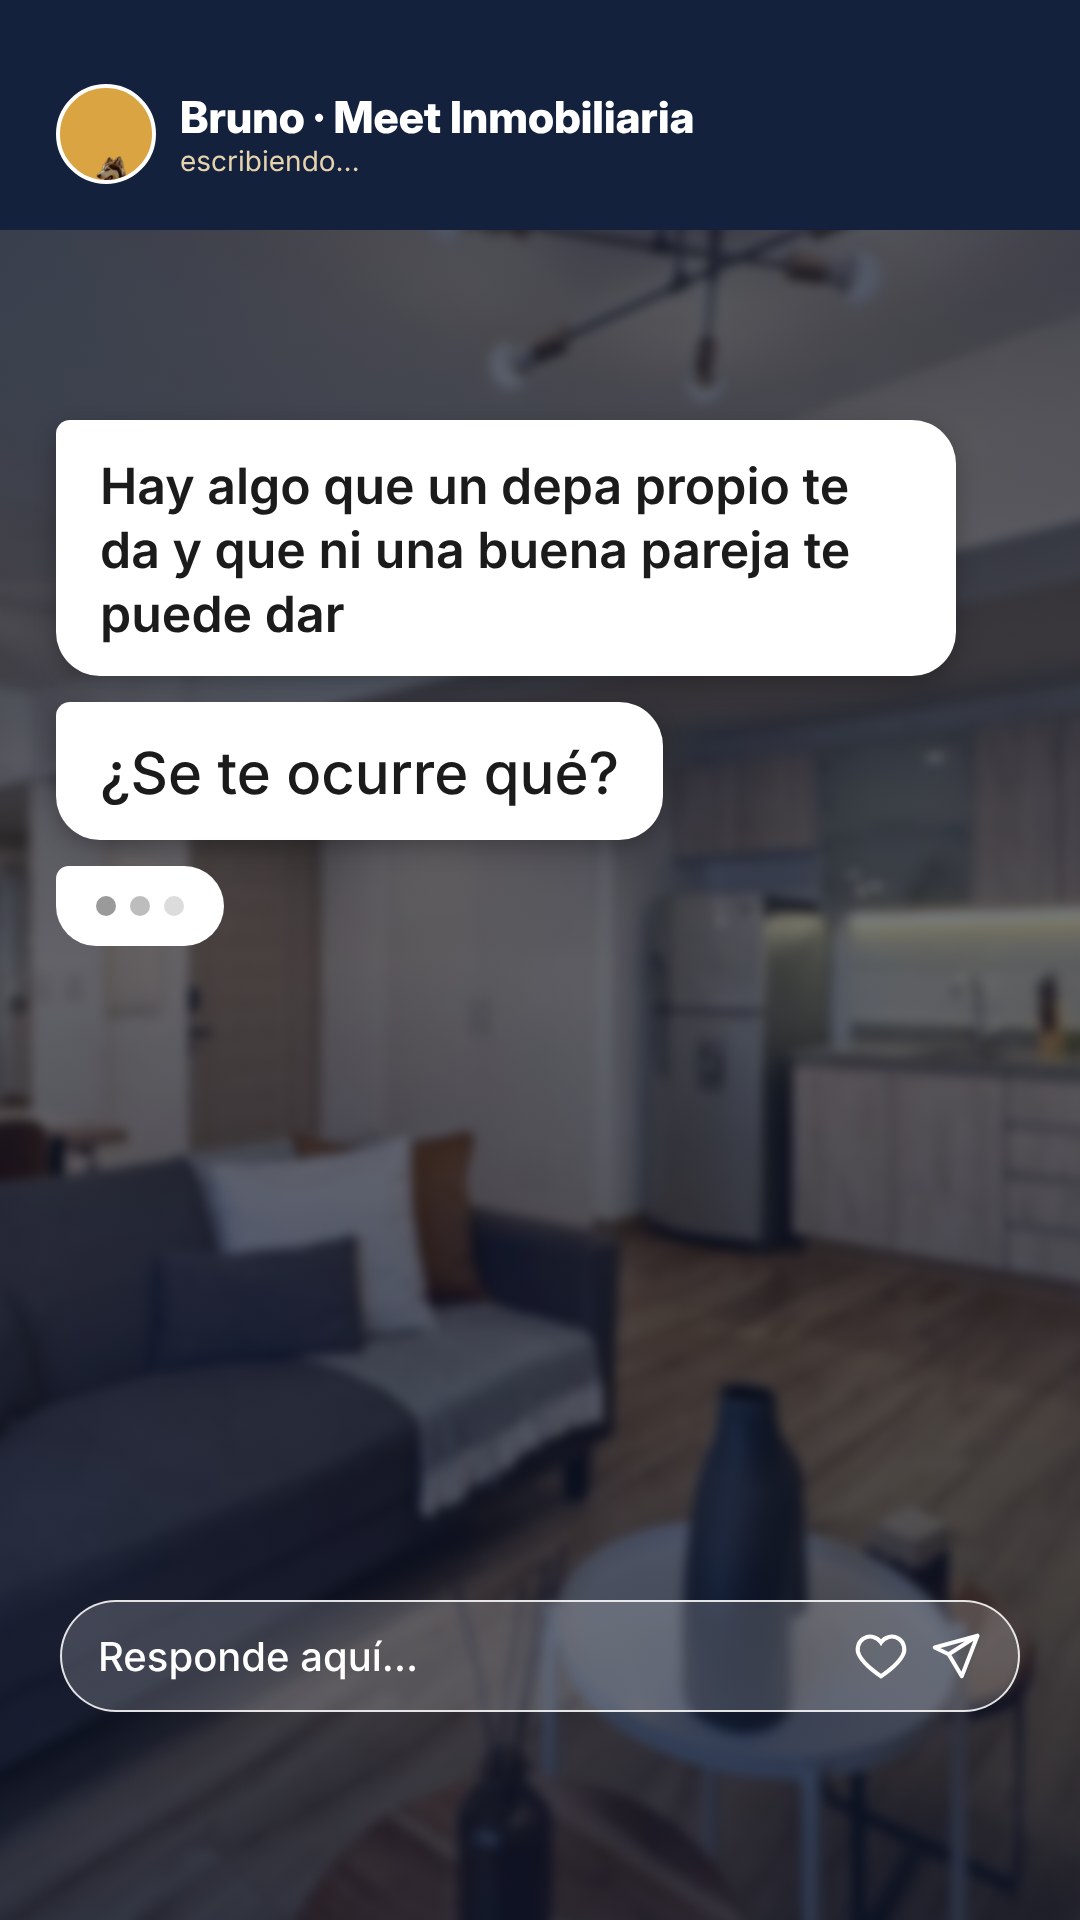 Bruno · Meet Inmobiliaria
escribiendo...
Hay algo que un depa propio te
da y que ni una buena pareja te
puede dar
¿Se te ocurre qué?
Responde aquí...